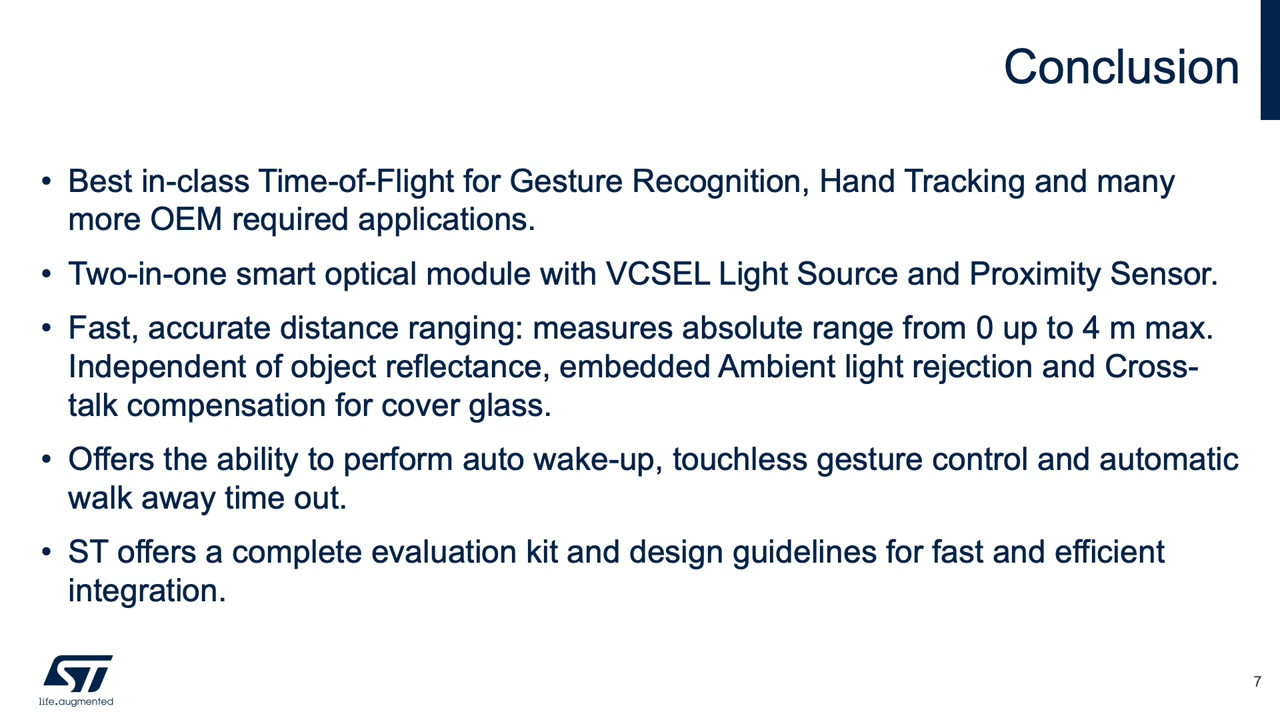 Conclusion
• Best in-class Time-of-Flight for Gesture Recognition, Hand Tracking and many
more OEM required applications.
• Two-in-one smart optical module with VCSEL Light Source and Proximity Sensor.
• Fast, accurate distance ranging: measures absolute range from 0 up to 4 m max.
Independent of object reflectance, embedded Ambient light rejection and Cross-
talk compensation for cover glass.
• Offers the ability to perform auto wake-up, touchless gesture control and automatic
walk away time out.
• ST offers a complete evaluation kit and design guidelines for fast and efficient
integration.
ST
life.augmented
7